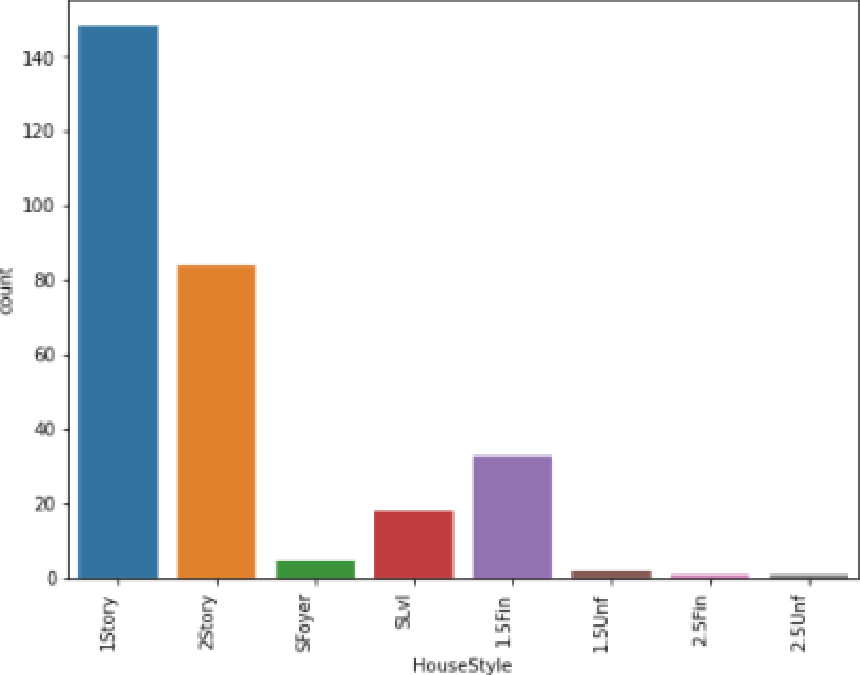 140
120
100
80
60
40
20
0
count
1Story
2Story
SFoyer
SLvl
1.5Fin
1.5Unf
2.5Fin
2.5Unf
HouseStyle